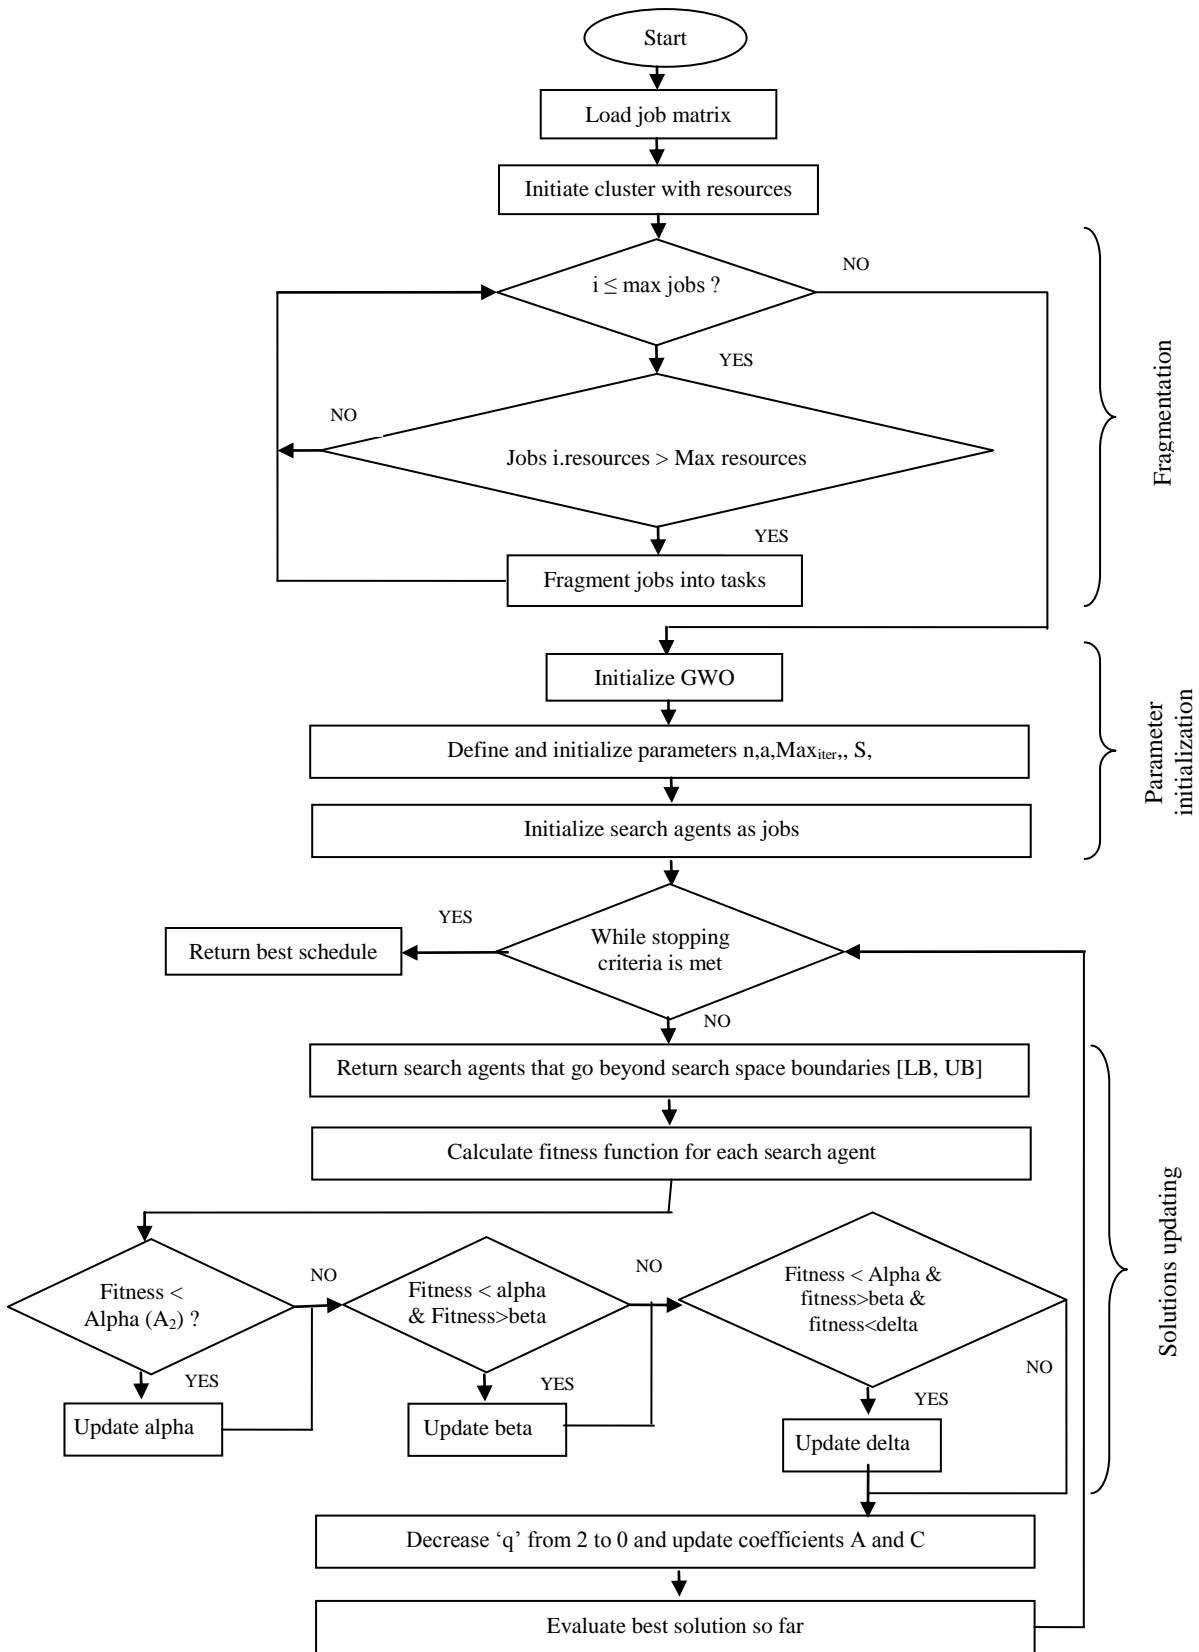 Start
Load job matrix
Initiate cluster with resources
i ≤ max jobs ?
NO
YES
NO
Jobs i.resources > Max resources
YES
Fragment jobs into tasks
Fragmentation
Initialize GWO
Define and initialize parameters n,a,Maxiter,, S,
Initialize search agents as jobs
Parameter
initialization
YES
Return best schedule
While stopping
criteria is met
NO
Return search agents that go beyond search space boundaries [LB, UB]
Calculate fitness function for each search agent
Fitness <
Alpha (A2) ?
NO
YES
Update alpha
Fitness < alpha
& Fitness>beta
NO
YES
Update beta
Fitness < Alpha &
fitness>beta &
fitness<delta
NO
YES
Update delta
Solutions updating
Decrease ‘q’ from 2 to 0 and update coefficients A and C
Evaluate best solution so far